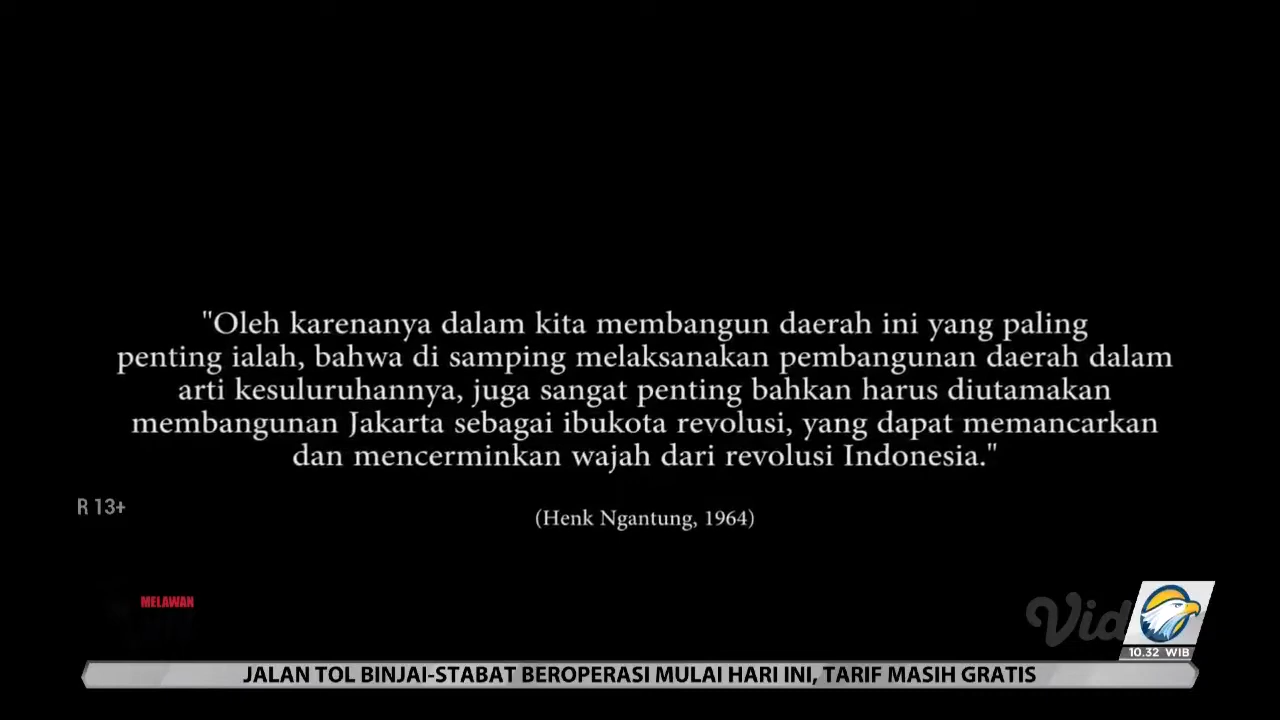 "Oleh karenanya dalam kita membangun daerah ini yang paling
penting ialah, bahwa di samping melaksanakan pembangunan daerah dalam
arti kesuluruhannya, juga sangat penting bahkan harus diutamakan
membangunan Jakarta sebagai ibukota revolusi, yang dapat memancarkan
dan mencerminkan wajah dari revolusi Indonesia."
R 13+
(Henk Ngantung, 1964)
MELAWAN
10.32 WIB
JALAN TOL BINJAI-STABAT BEROPERASI MULAI HARI INI, TARIF MASIH GRATIS